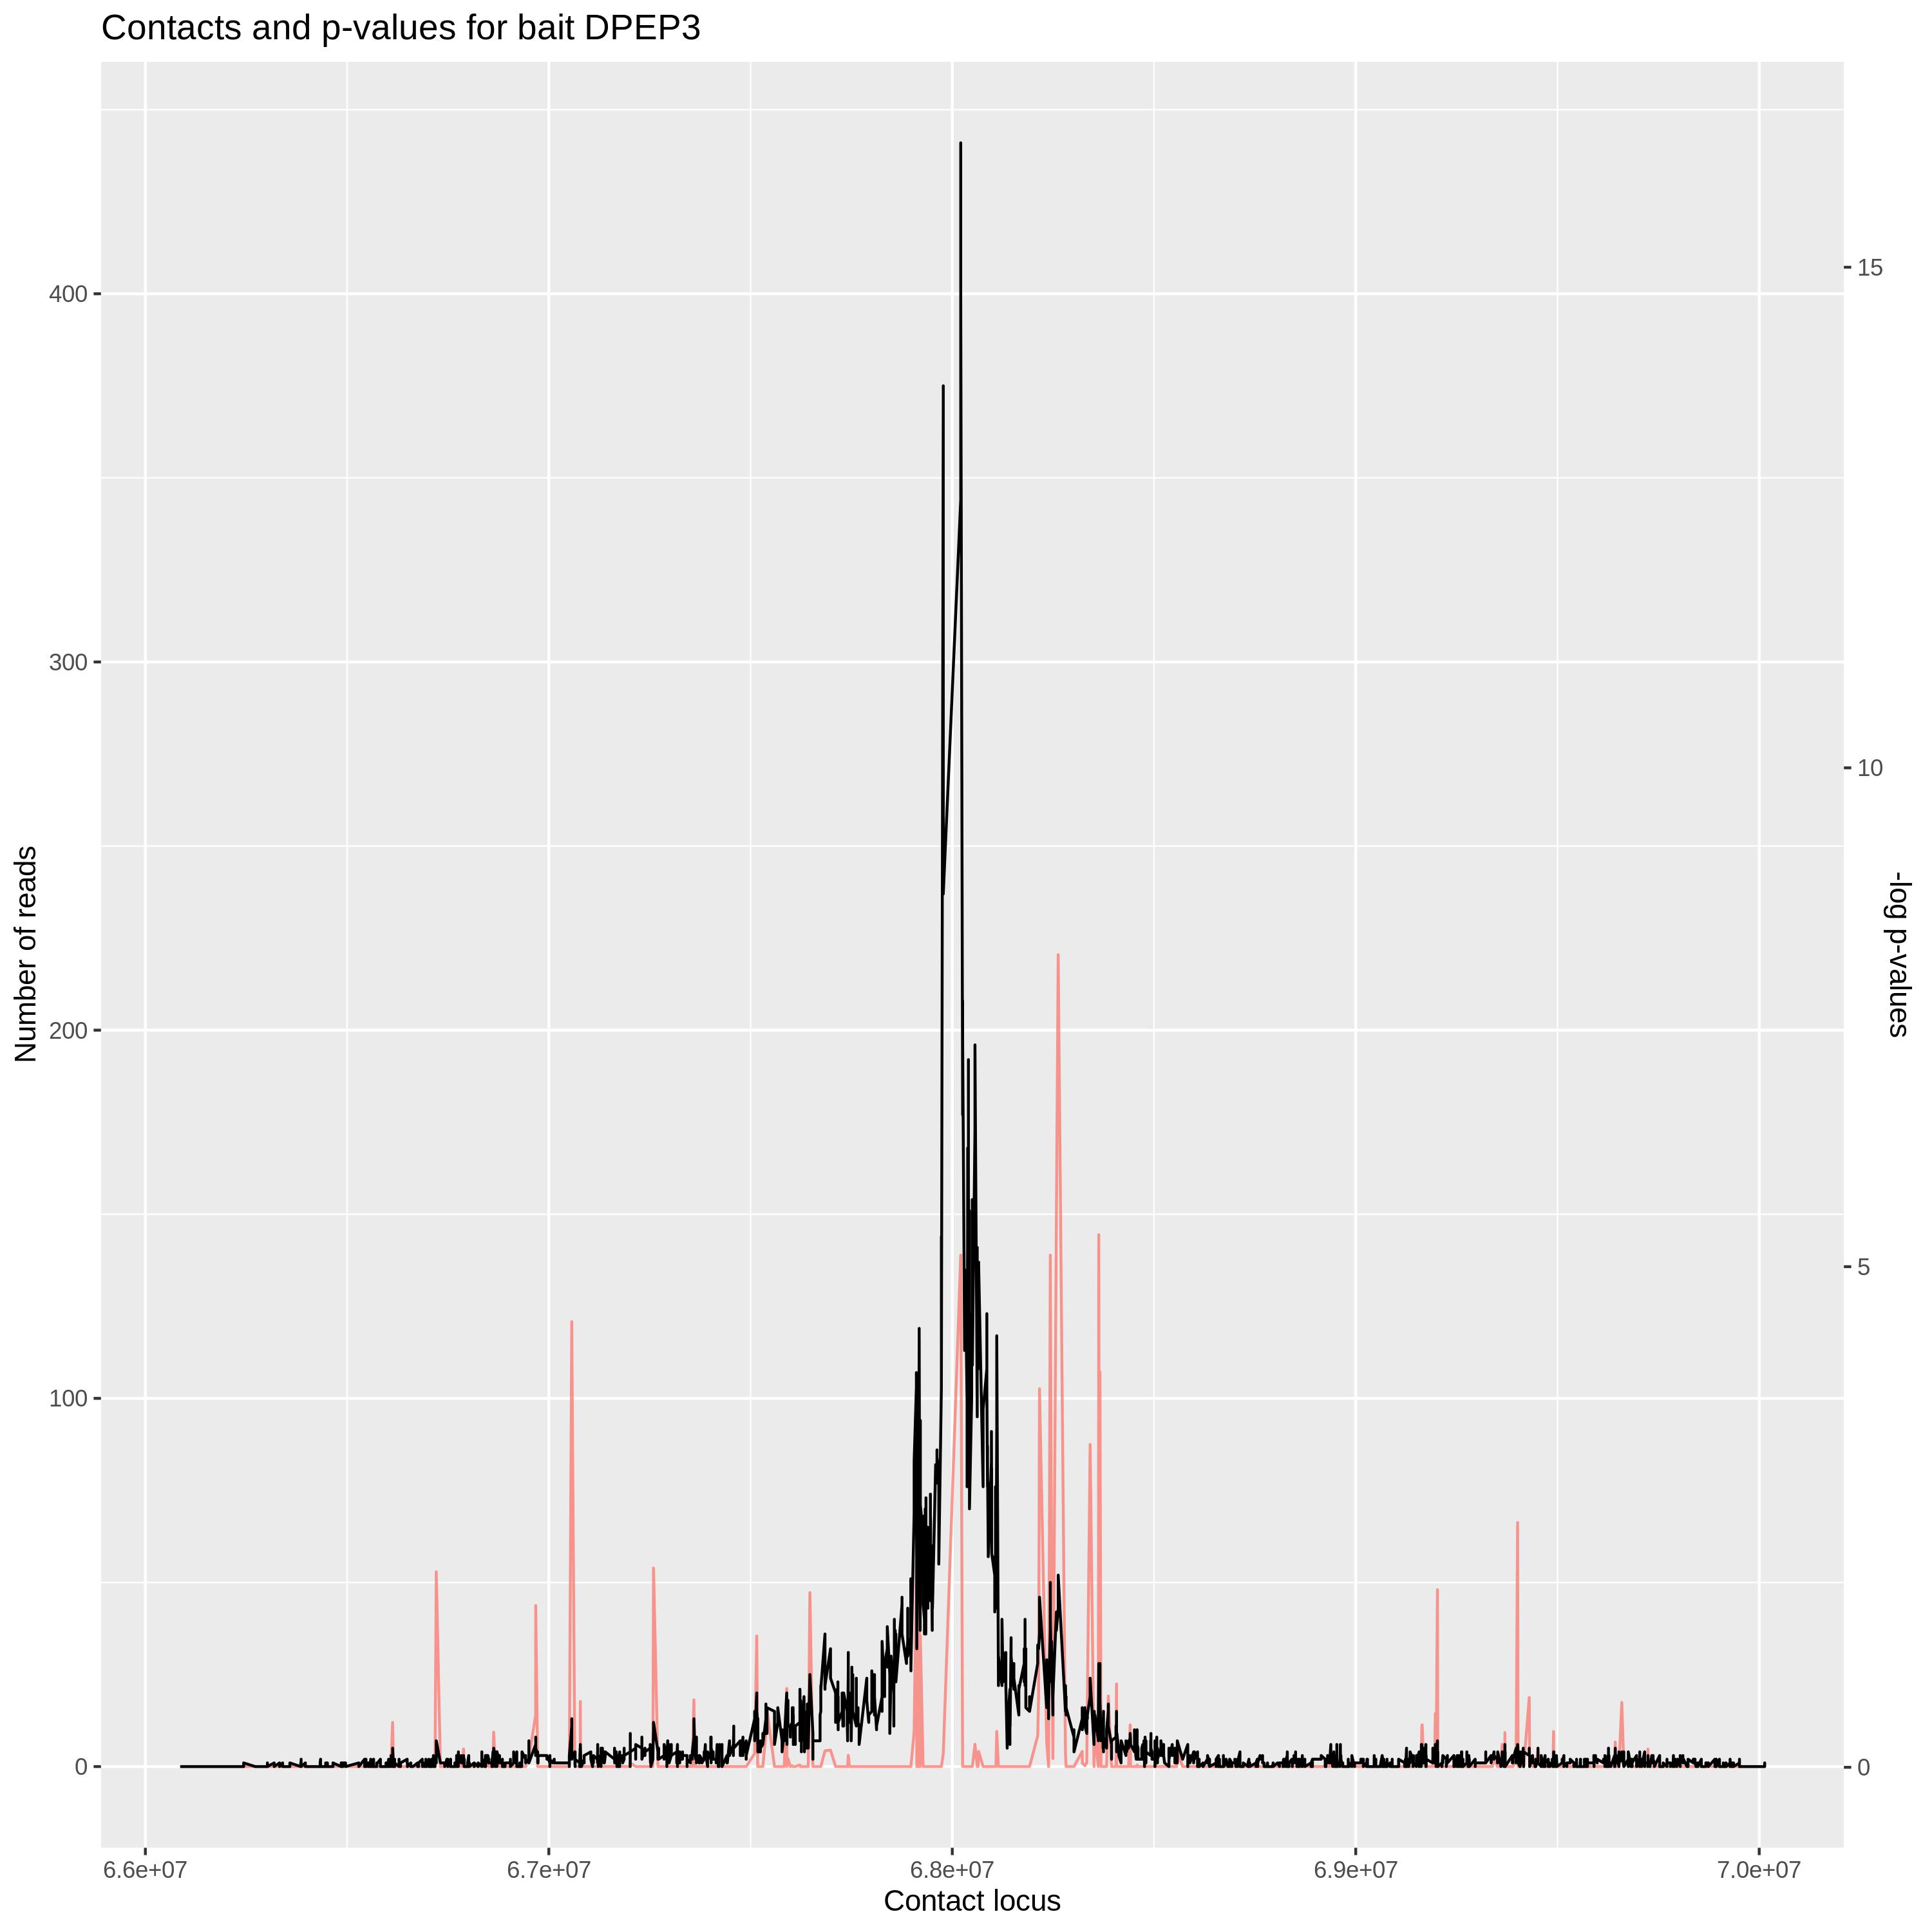 Contacts and p-values for bait DPEP3
Number of reads
400
300
200
100
0
15
10
5
0
-log p-values
6.6e+07 6.7e+07 6.8e+07 6.9e+07 7.0e+07
Contact locus